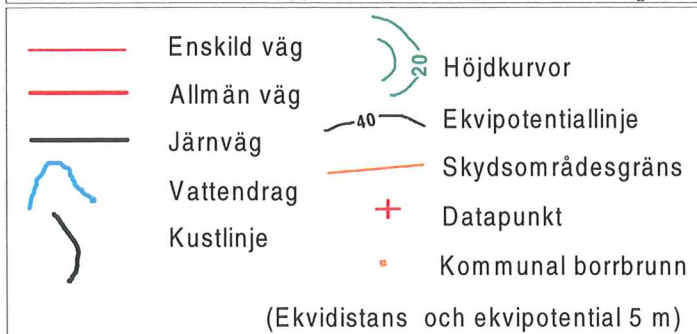 Enskild väg
Allmän väg
Järnväg
Vattendrag
Kustlinje
20
Höjdkurvor
40
Ekvipotentiallinje
Skydsområdesgräns
Datapunkt
Kommunal borrbrunn
(Ekvidistans och ekvipotential 5 m)